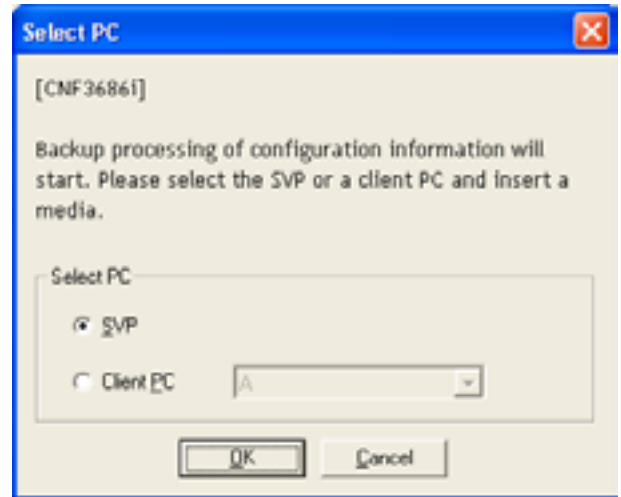 Select PC
[CNF3686i]
Backup processing of configuration information will
start. Please select the SVP or a client PC and insert a
media.
Select PC
SVP
Client PC
A
OK
Cancel